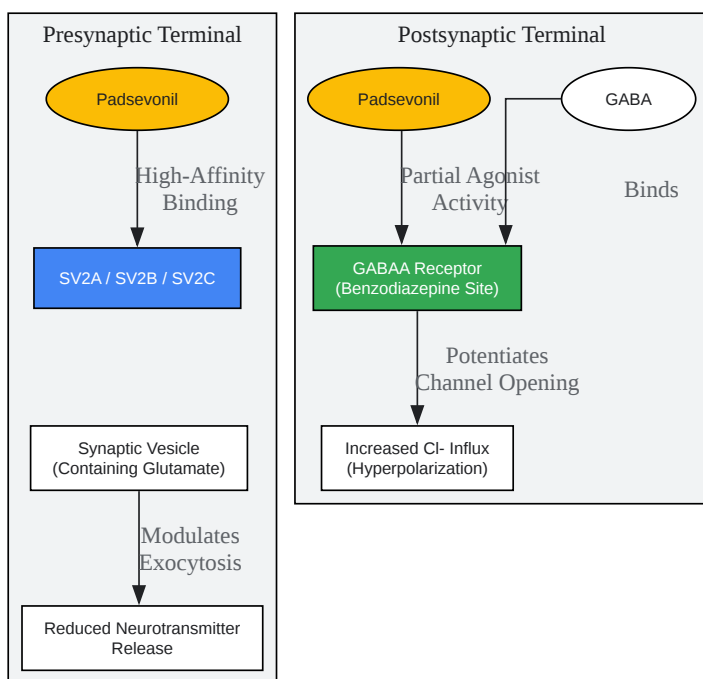 Presynaptic Terminal
Padsevonil
High-Affinity
Binding
SV2A / SV2B / SV2C
Synaptic Vesicle
(Containing Glutamate)
Modulates
Exocytosis
Reduced Neurotransmitter
Release
Postsynaptic Terminal
Padsevonil
GABA
Partial Agonist
Activity
Binds
GABAA Receptor
(Benzodiazepine Site)
Potentiates
Channel Opening
Increased Cl- Influx
(Hyperpolarization)